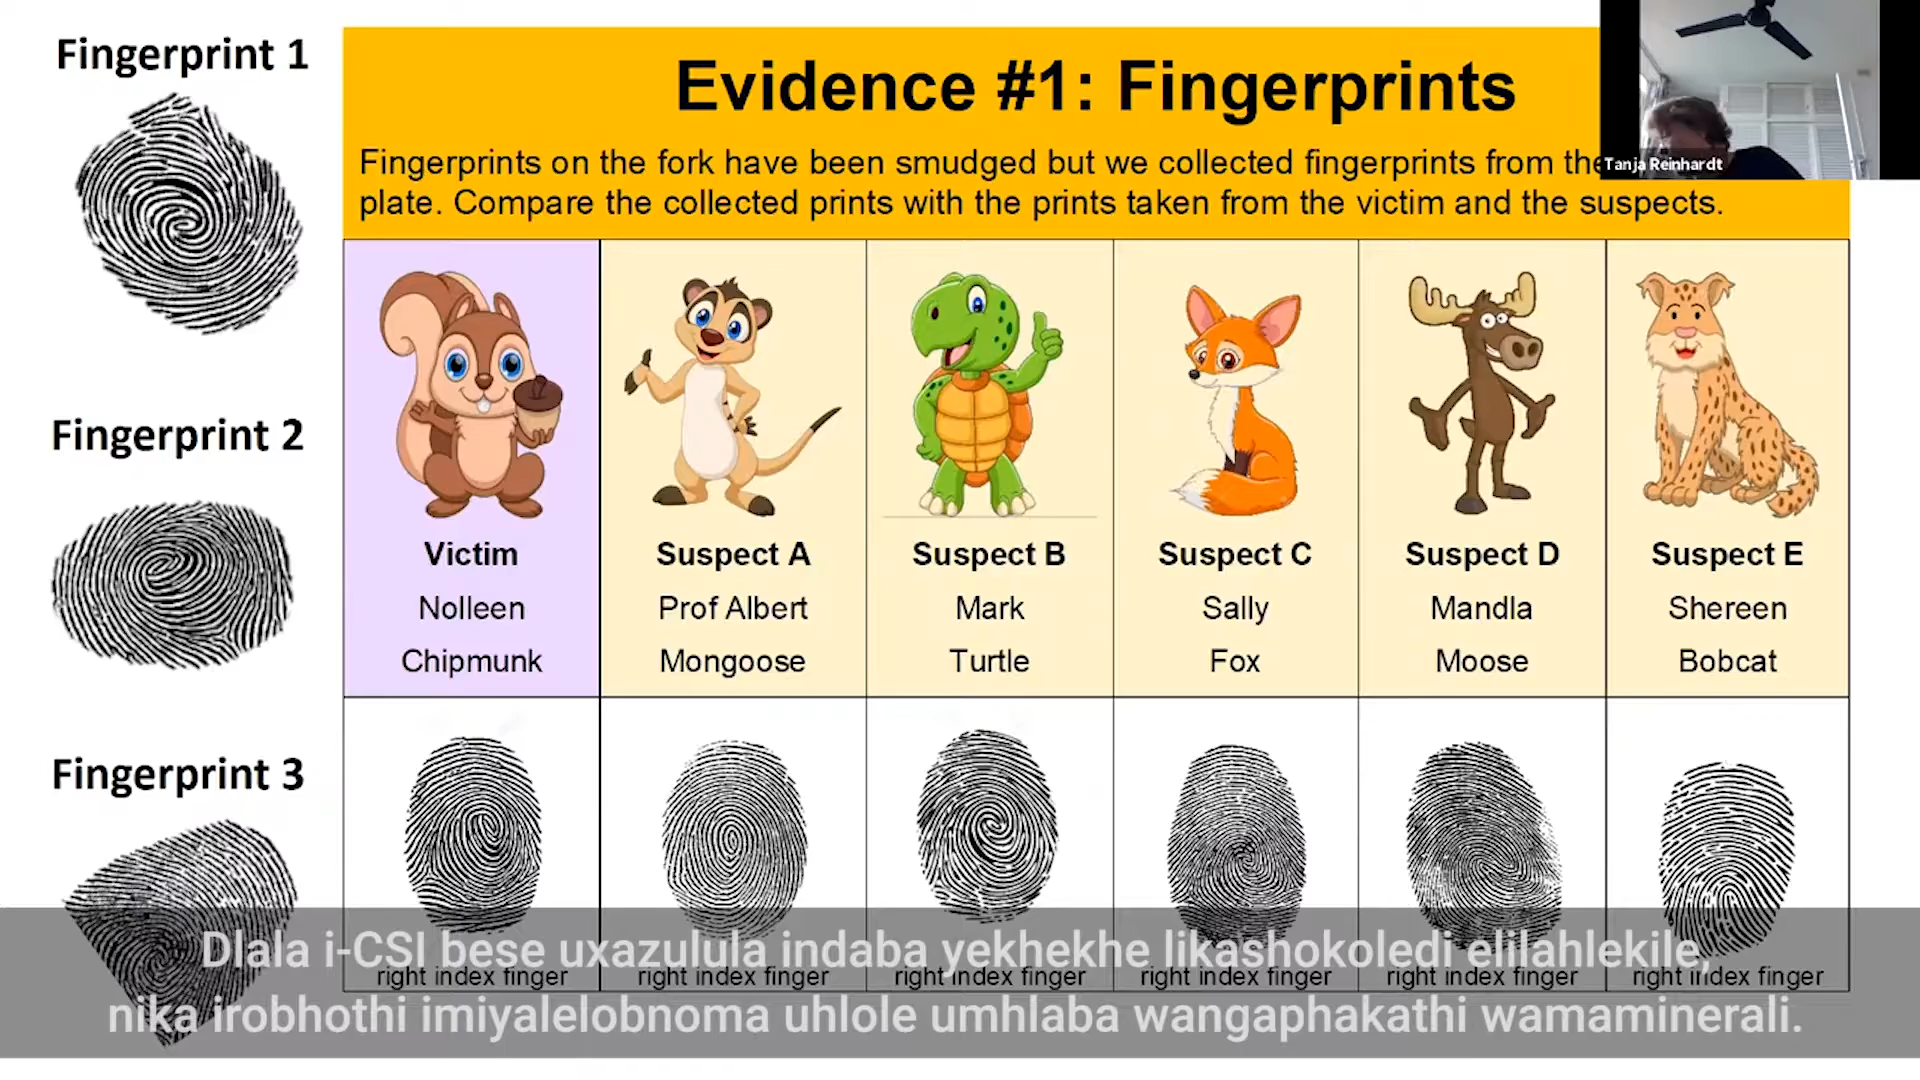 Fingerprint 1
Evidence #1: Fingerprints
Fingerprints on the fork have been smudged but we collected fingerprints from the
plate. Compare the collected prints with the prints taken from the victim and the suspects.
Tanja Reinhardt
Fingerprint 2
Fingerprint 3
Victim
Nolleen
Chipmunk
Suspect A
Prof Albert
Mongoose
Suspect B
Mark
Turtle
Suspect C
Sally
Fox
Suspect D
Mandla
Moose
Suspect E
Shereen
Bobcat
right index finger
right index finger
right index finger
right index finger
right index finger
right index finger
Dlala i-CSI bese uxazulula indaba yekhekhe likashokoledi elilahlekile,
nika irobhothi imiyalelobnoma uhlole umhlaba wangaphakathi wamaminerali.